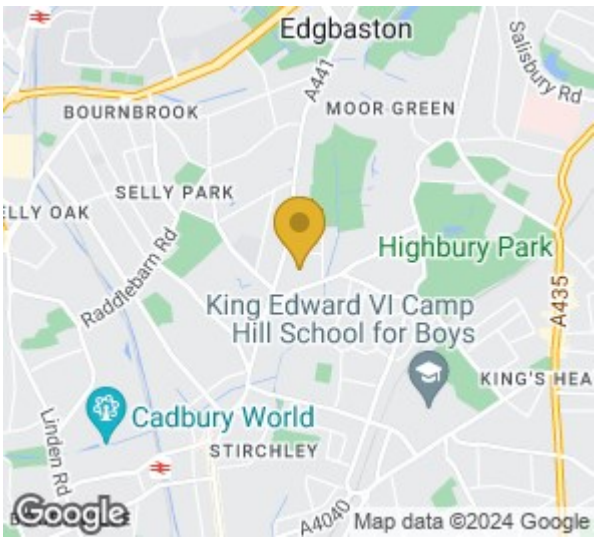 Edgbaston
A441
Salisbury Rd
BOURNBROOK
MOOR GREEN
SELLY PARK
ELLY OAK
Raddlebarn Rd
Highbury Park
A435
King Edward VI Camp
Hill School for Boys
KING'S HEA
Cadbury World
Linden Rd
STIRCHLEY
A4040
Google
Map data ©2024 Google